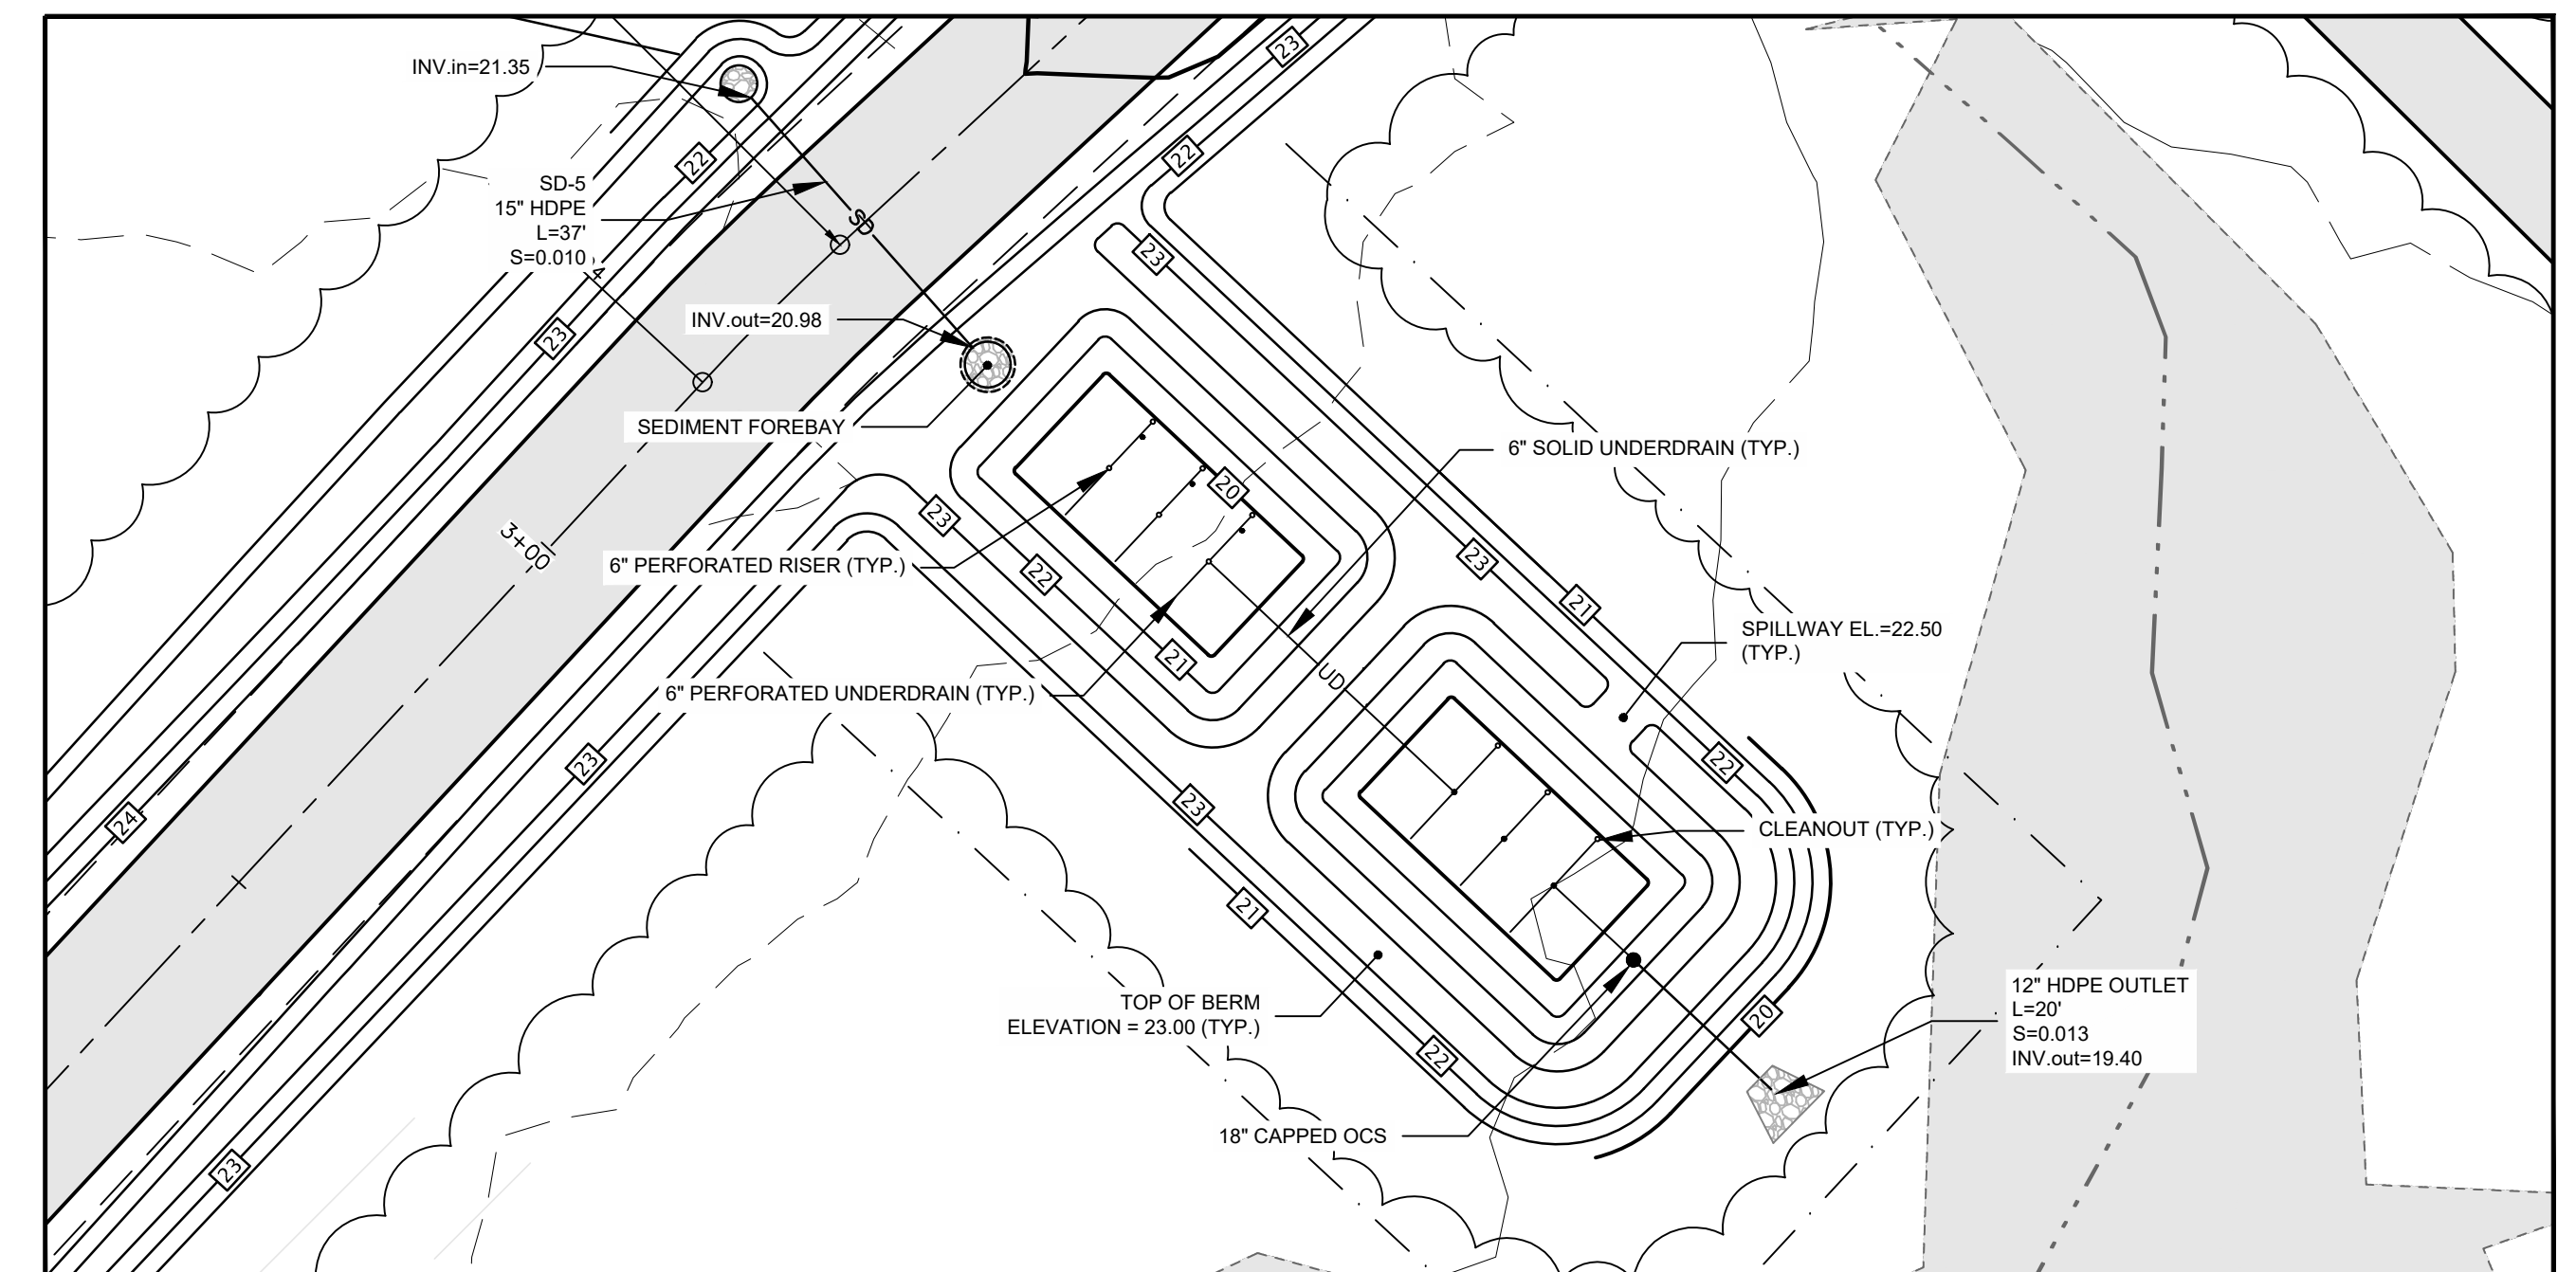 INV.in=21.35
23
22
22
SD-5
15" HDPE
L=37'
S=0.010
SD
23
INV.out=20.98
23
SEDIMENT FOREBAY
6" SOLID UNDERDRAIN (TYP.)
20
23
3+00
6" PERFORATED RISER (TYP.)
22
23
21
SPILLWAY EL.=22.50
(TYP.)
21
UD
6" PERFORATED UNDERDRAIN (TYP.)
23
22
23
24
CLEANOUT (TYP.)
21
12" HDPE OUTLET
L=20'
S=0.013
INV.out=19.40
TOP OF BERM
ELEVATION = 23.00 (TYP.)
20
22
18" CAPPED OCS
23